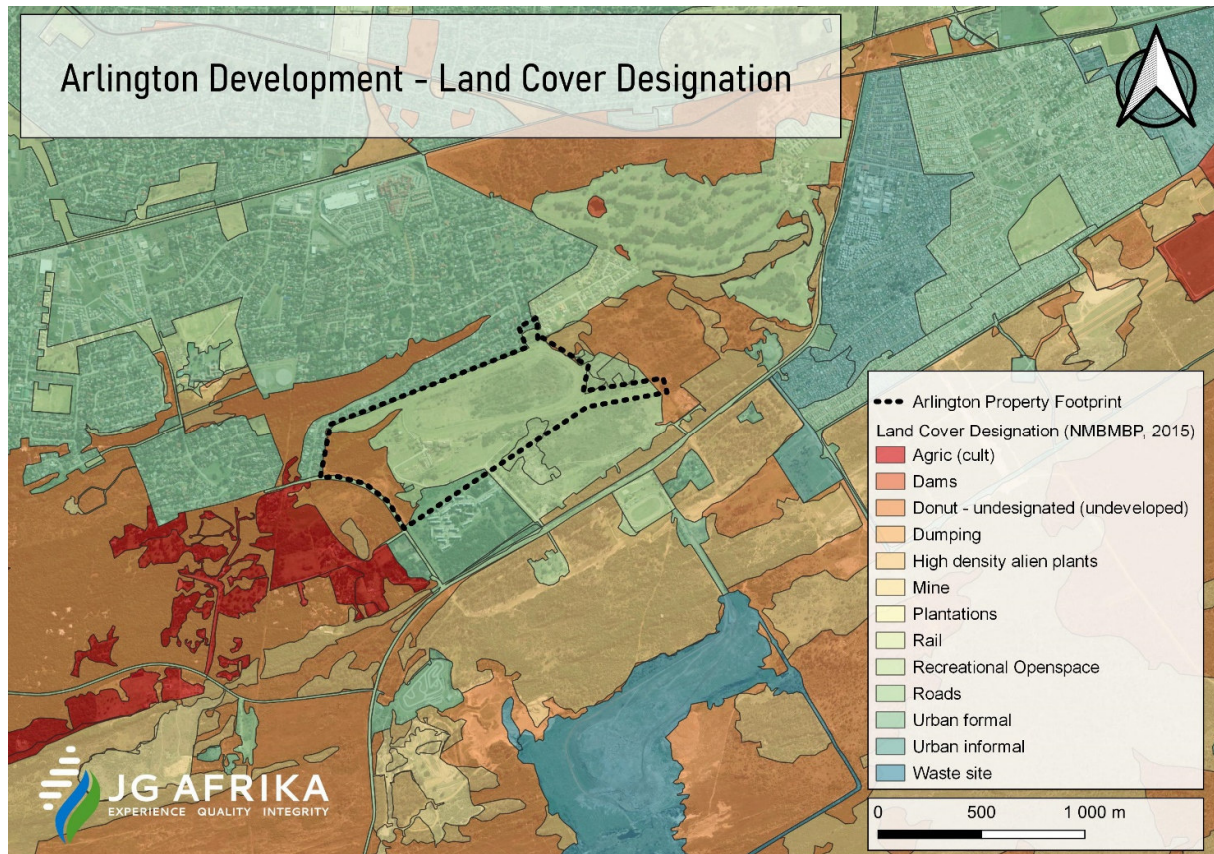 Arlington Development - Land Cover Designation
Arlington Property Footprint
Land Cover Designation (NMBMBP, 2015)
Agric (cult)
Dams
Donut - undesignated (undeveloped)
Dumping
High density alien plants
Mine
Plantations
Rail
Recreational Openspace
Roads
Urban formal
Urban informal
Waste site
0 500 1 000 m
JG AFRIKA
EXPERIENCE QUALITY INTEGRITY